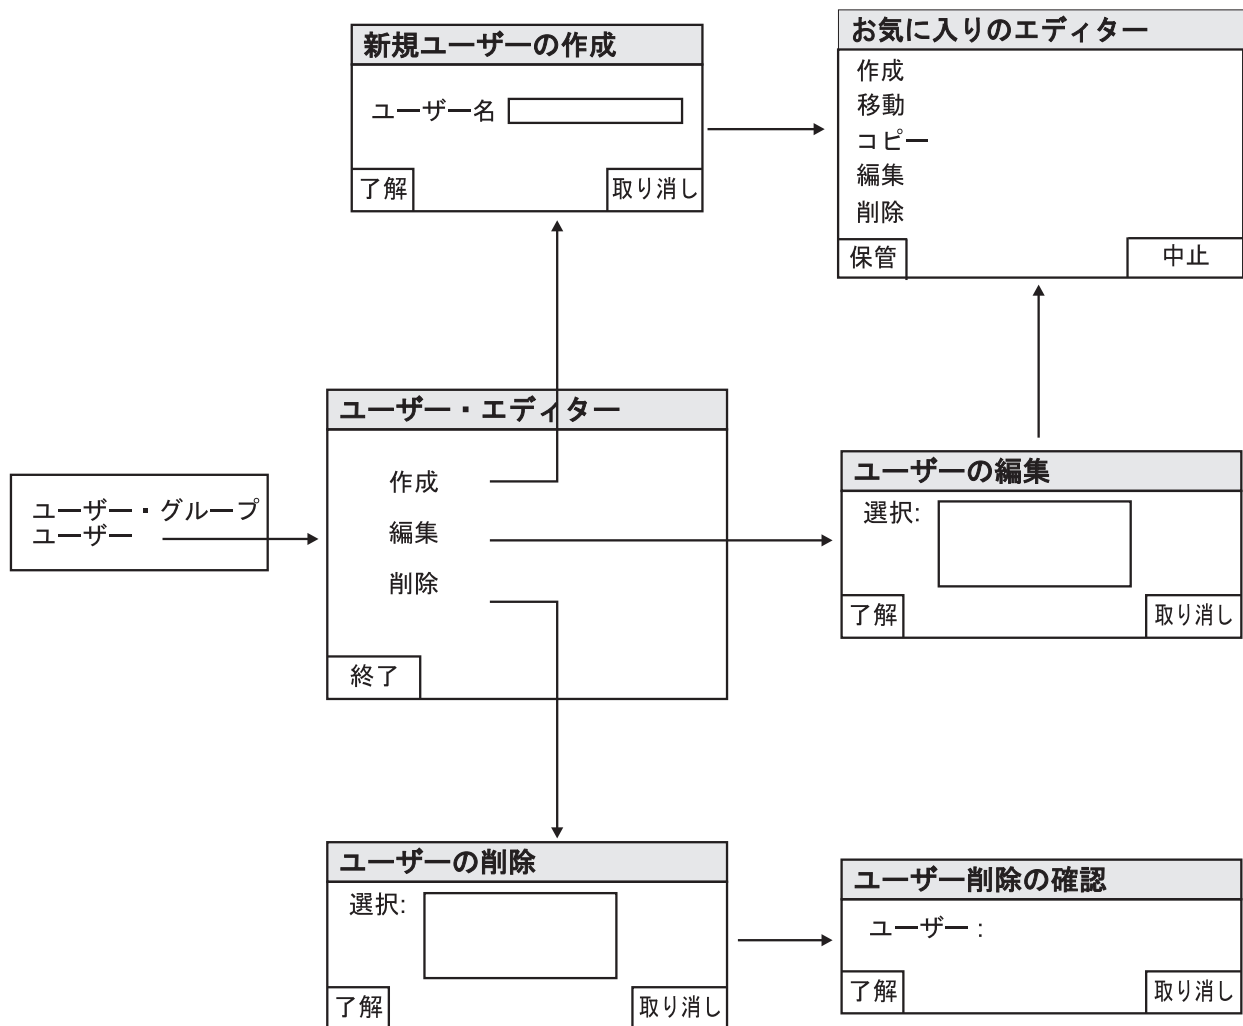 新規ユーザーの作成
ユーザー名
了解
取り消し
お気に入りのエディター
作成
移動
コピー
編集
削除
保管
中止
ユーザー・グループ
ユーザー
ユーザー・エディター
作成
編集
削除
終了
ユーザーの編集
選択:
了解
取り消し
ユーザーの削除
選択:
了解
取り消し
ユーザー削除の確認
ユーザー :
了解
取り消し